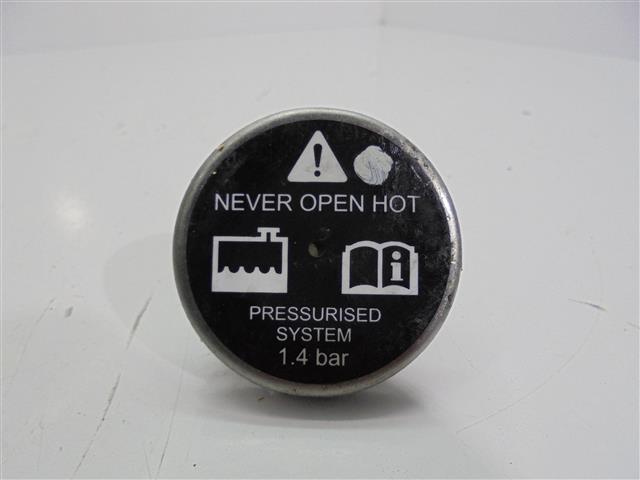 NEVER OPEN HOT
PRESSURISED
SYSTEM
1.4 bar